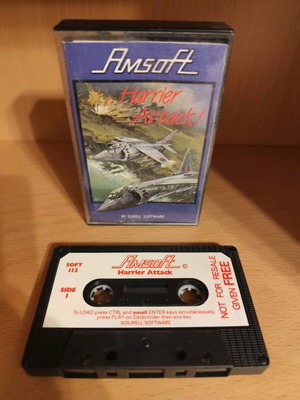 AMSOFT
Harrier
Attack!
BY DURELL SOFTWARE
SOFT
112
AMSOFT ©
Harrier Attack
SIDE
1
NOT FOR RESALE
GIVEN FREE
To LOAD press CTRL and small ENTER keys simultaneously,
press PLAY on Datacorder then any key
©DURELL SOFTWARE